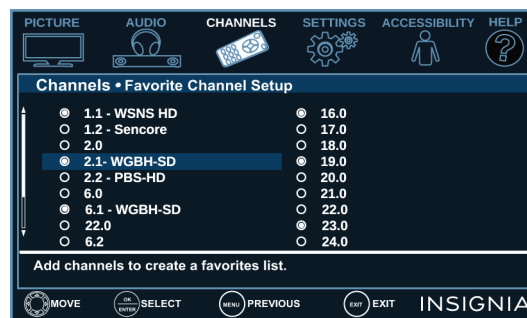 PICTURE AUDIO CHANNELS SETTINGS ACCESSIBILITY HELP
?
Channels • Favorite Channel Setup
1.1 - WSNS HD 16.0
1.2 - Sencore 17.0
2.0 18.0
2.1- WGBH-SD 19.0
2.2 - PBS-HD 20.0
6.0 21.0
6.1 - WGBH-SD 22.0
22.0 23.0
6.2 24.0
Add channels to create a favorites list.
MOVE OK ENTER SELECT MENU PREVIOUS EXIT EXIT INSIGNIA